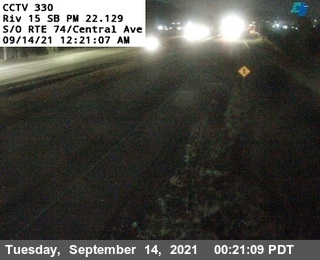 CCTV 330
Riv 15 SB PM 22.129
S/O RTE 74/Central Ave
09/14/21 12:21:07 AM
Tuesday, September 14, 2021 00:21:09 PDT